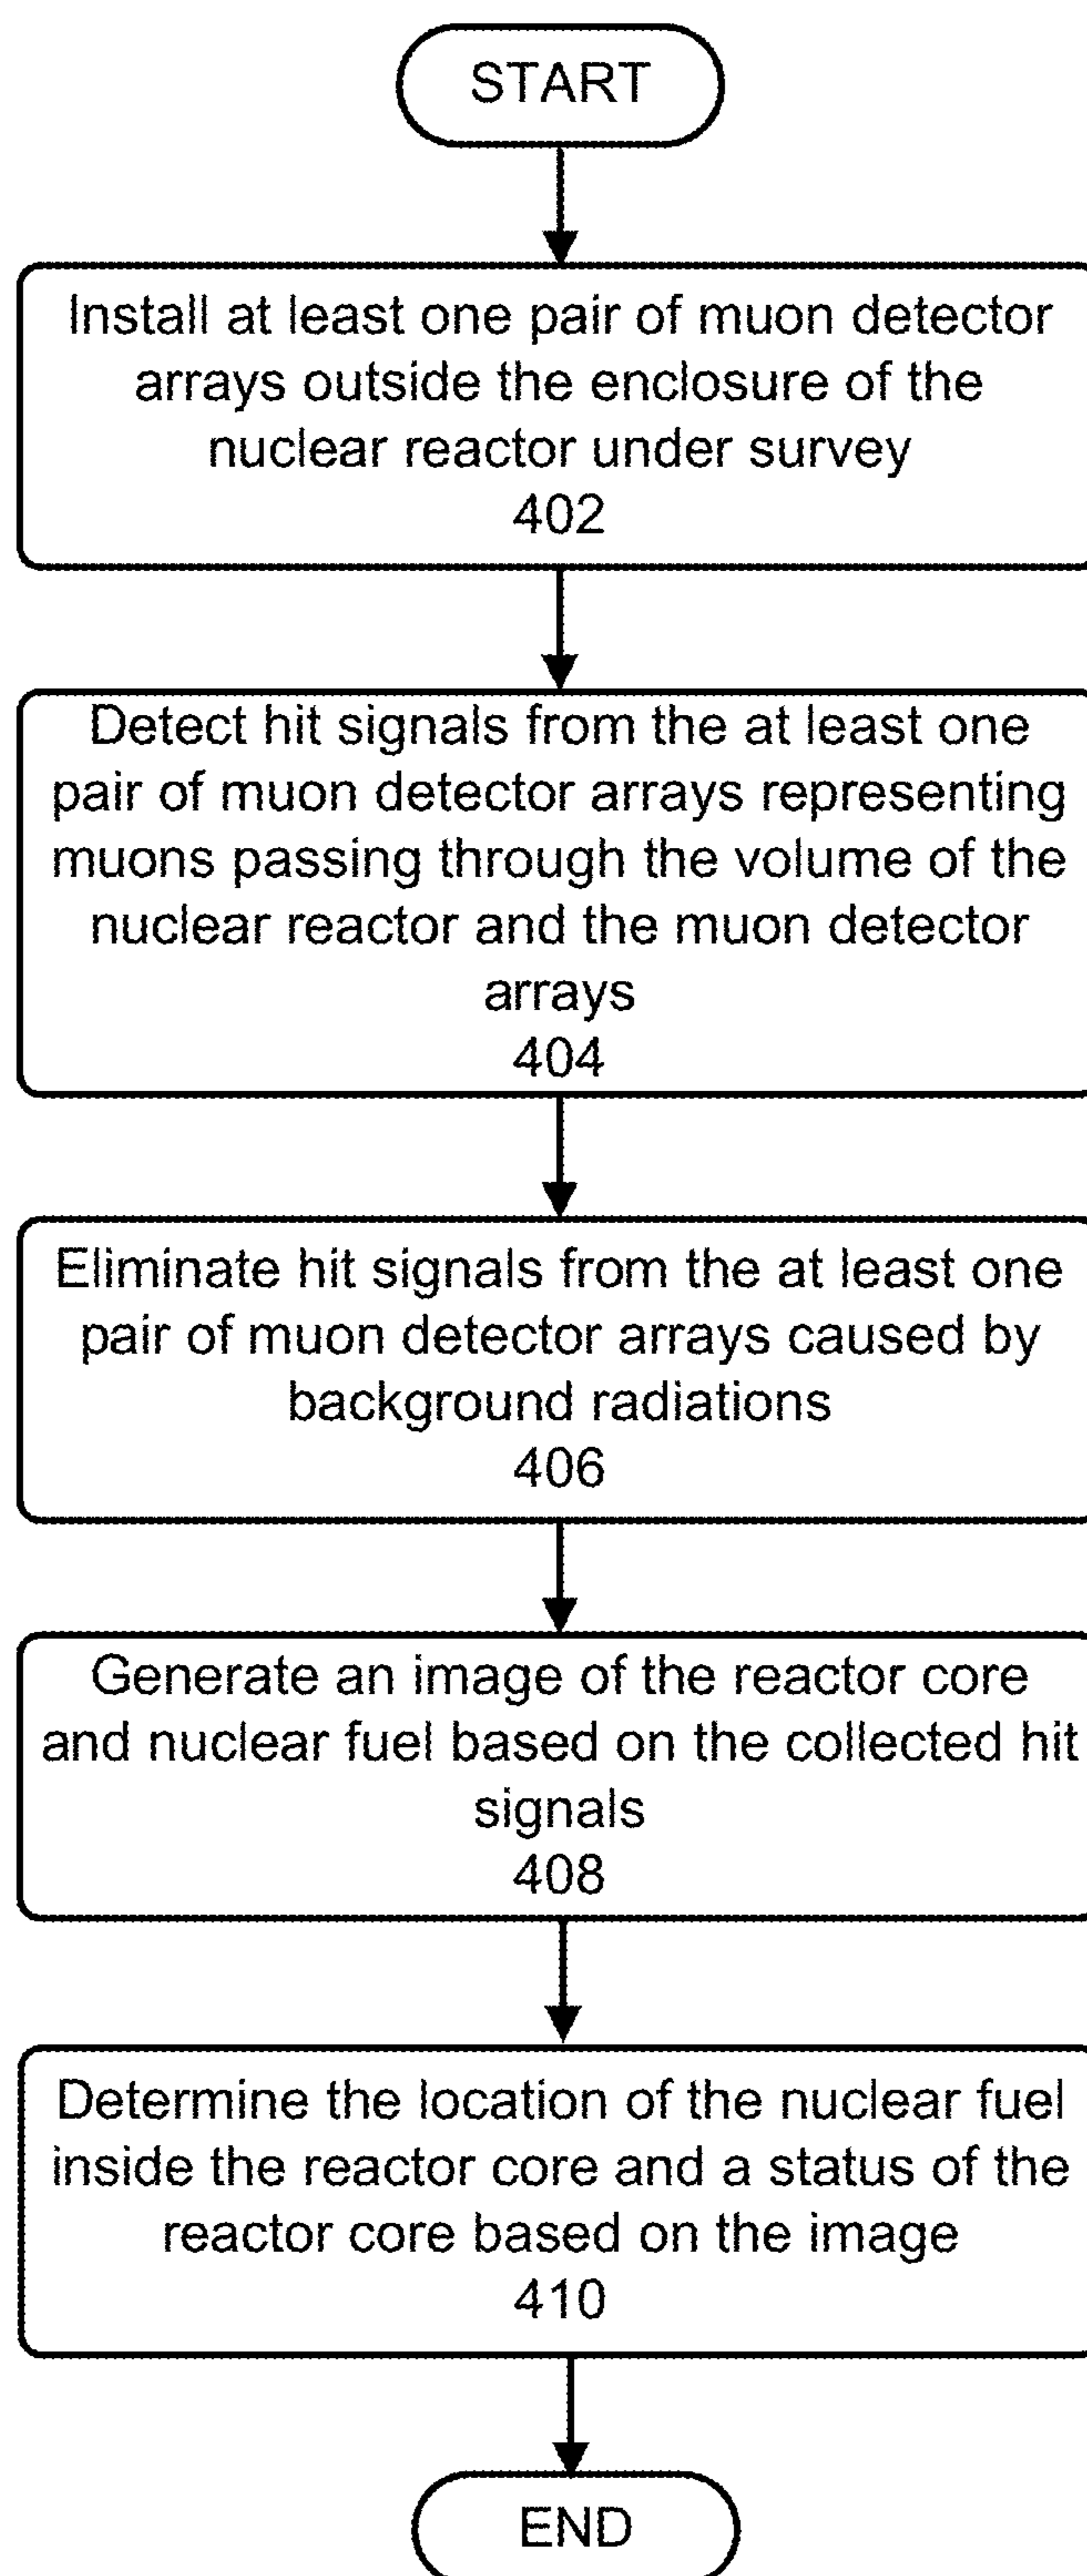 START
Install at least one pair of muon detector
arrays outside the enclosure of the
nuclear reactor under survey
402
Detect hit signals from the at least one
pair of muon detector arrays representing
muons passing through the volume of the
nuclear reactor and the muon detector
arrays
404
Eliminate hit signals from the at least one
pair of muon detector arrays caused by
background radiations
406
Generate an image of the reactor core
and nuclear fuel based on the collected hit
signals
408
Determine the location of the nuclear fuel
inside the reactor core and a status of the
reactor core based on the image
410
END